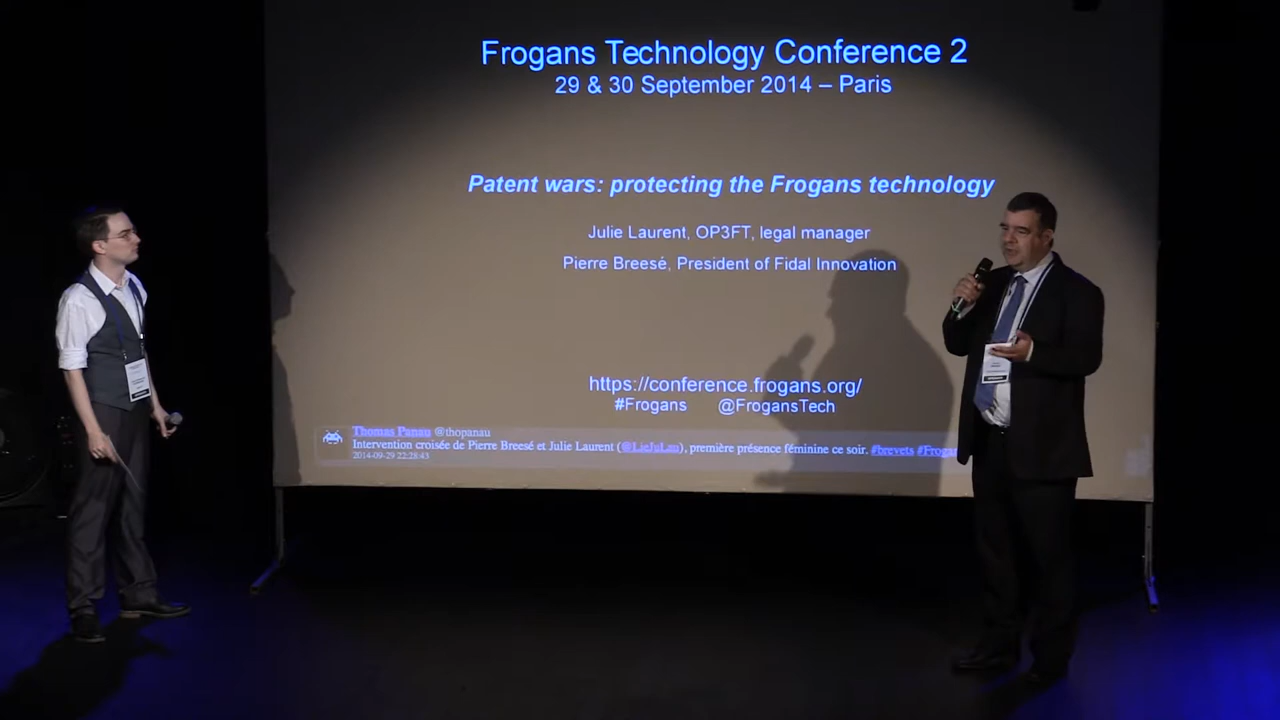 Frogans Technology Conference 2
29 & 30 September 2014 – Paris
Patent wars: protecting the Frogans technology
Julie Laurent, OP3FT, legal manager
Pierre Breesé, President of Fidal Innovation
https://conference.frogans.org/
#Frogans @FrogansTech
Thomas Panau @thopanau
Intervention croisée de Pierre Breesé et Julie Laurent (@LieJuLau), première présence féminine ce soir. #brevets #Frogan
2014-09-29 22:28:43